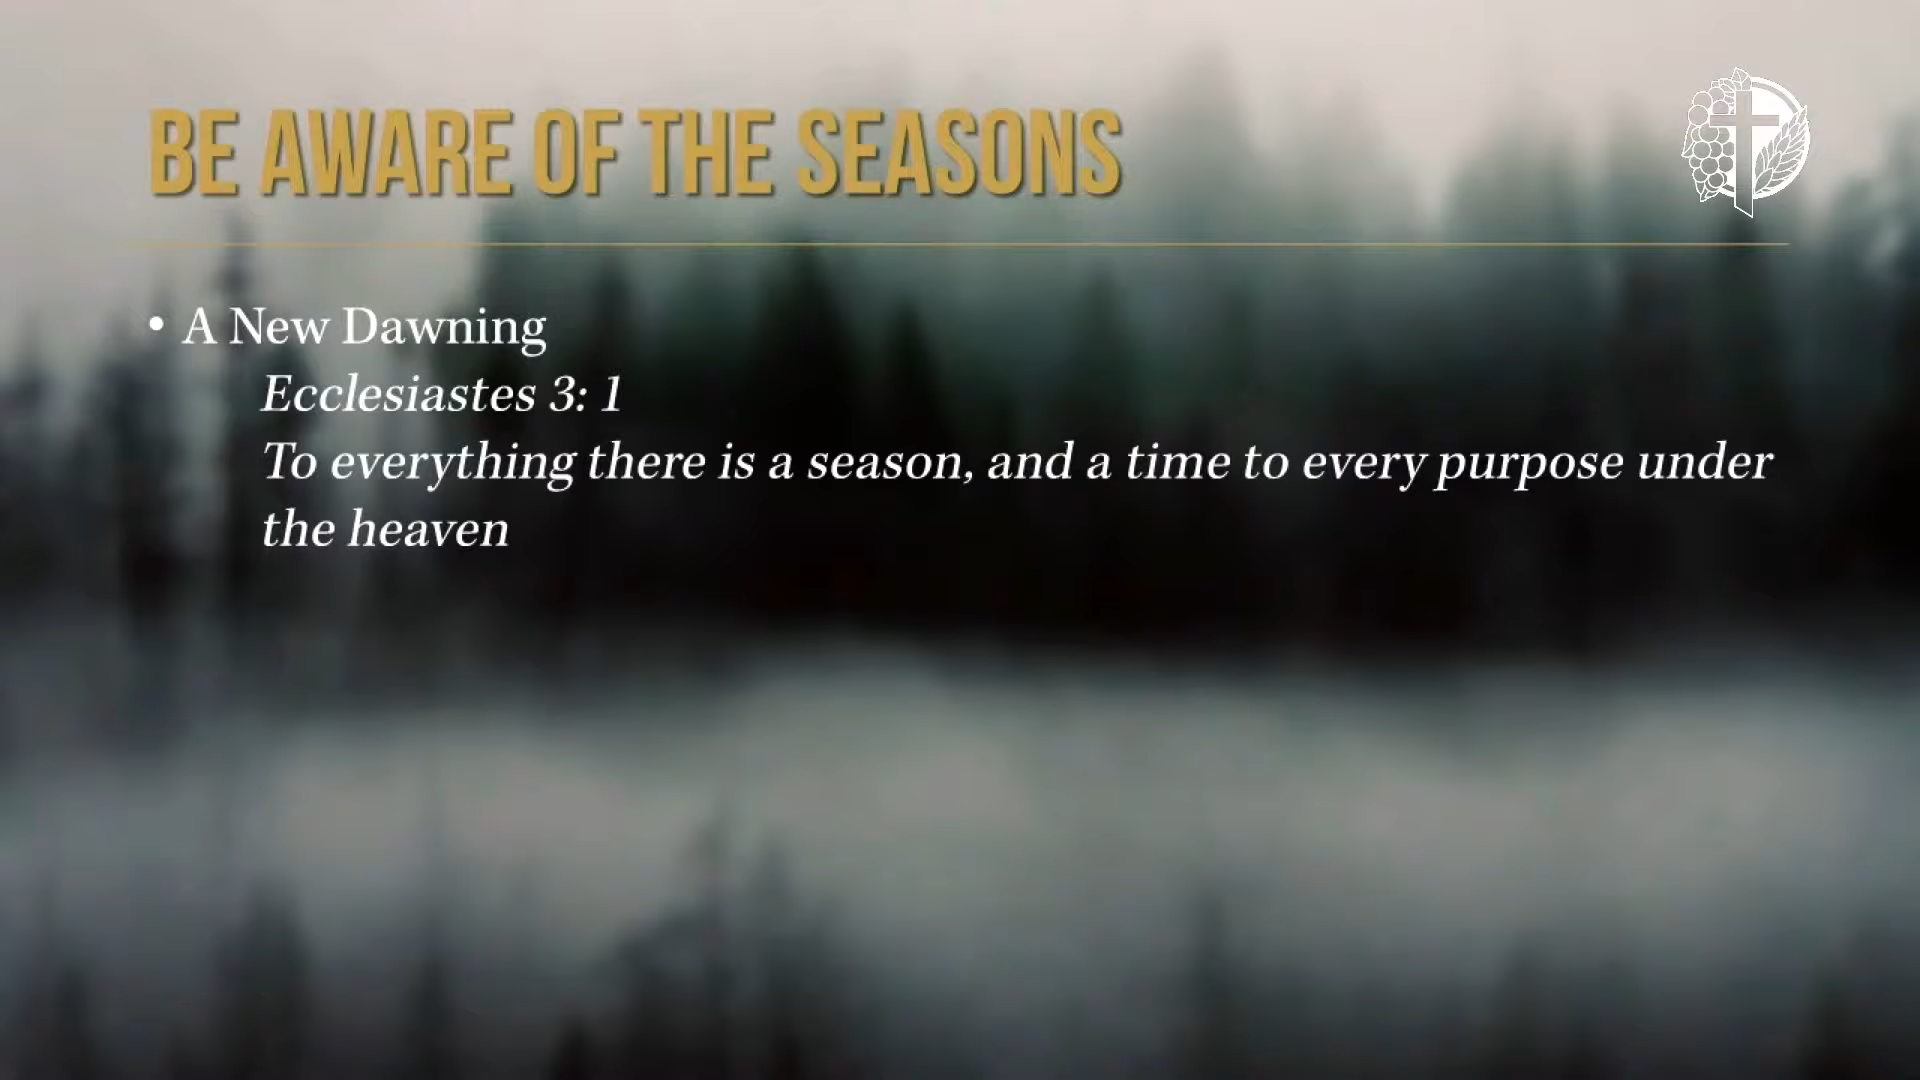 BE AWARE OF THE SEASONS
• A New Dawning
Ecclesiastes 3: 1
To everything there is a season, and a time to every purpose under
the heaven